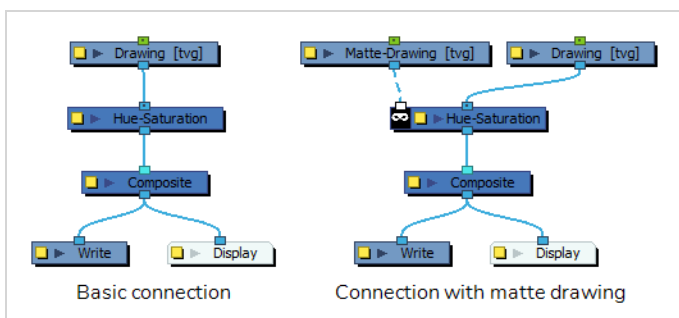 Drawing [tvg]
Hue-Saturation
Composite
Write
Display
Basic connection
Matte-Drawing [tvg]
Drawing [tvg]
Hue-Saturation
Composite
Write
Display
Connection with matte drawing